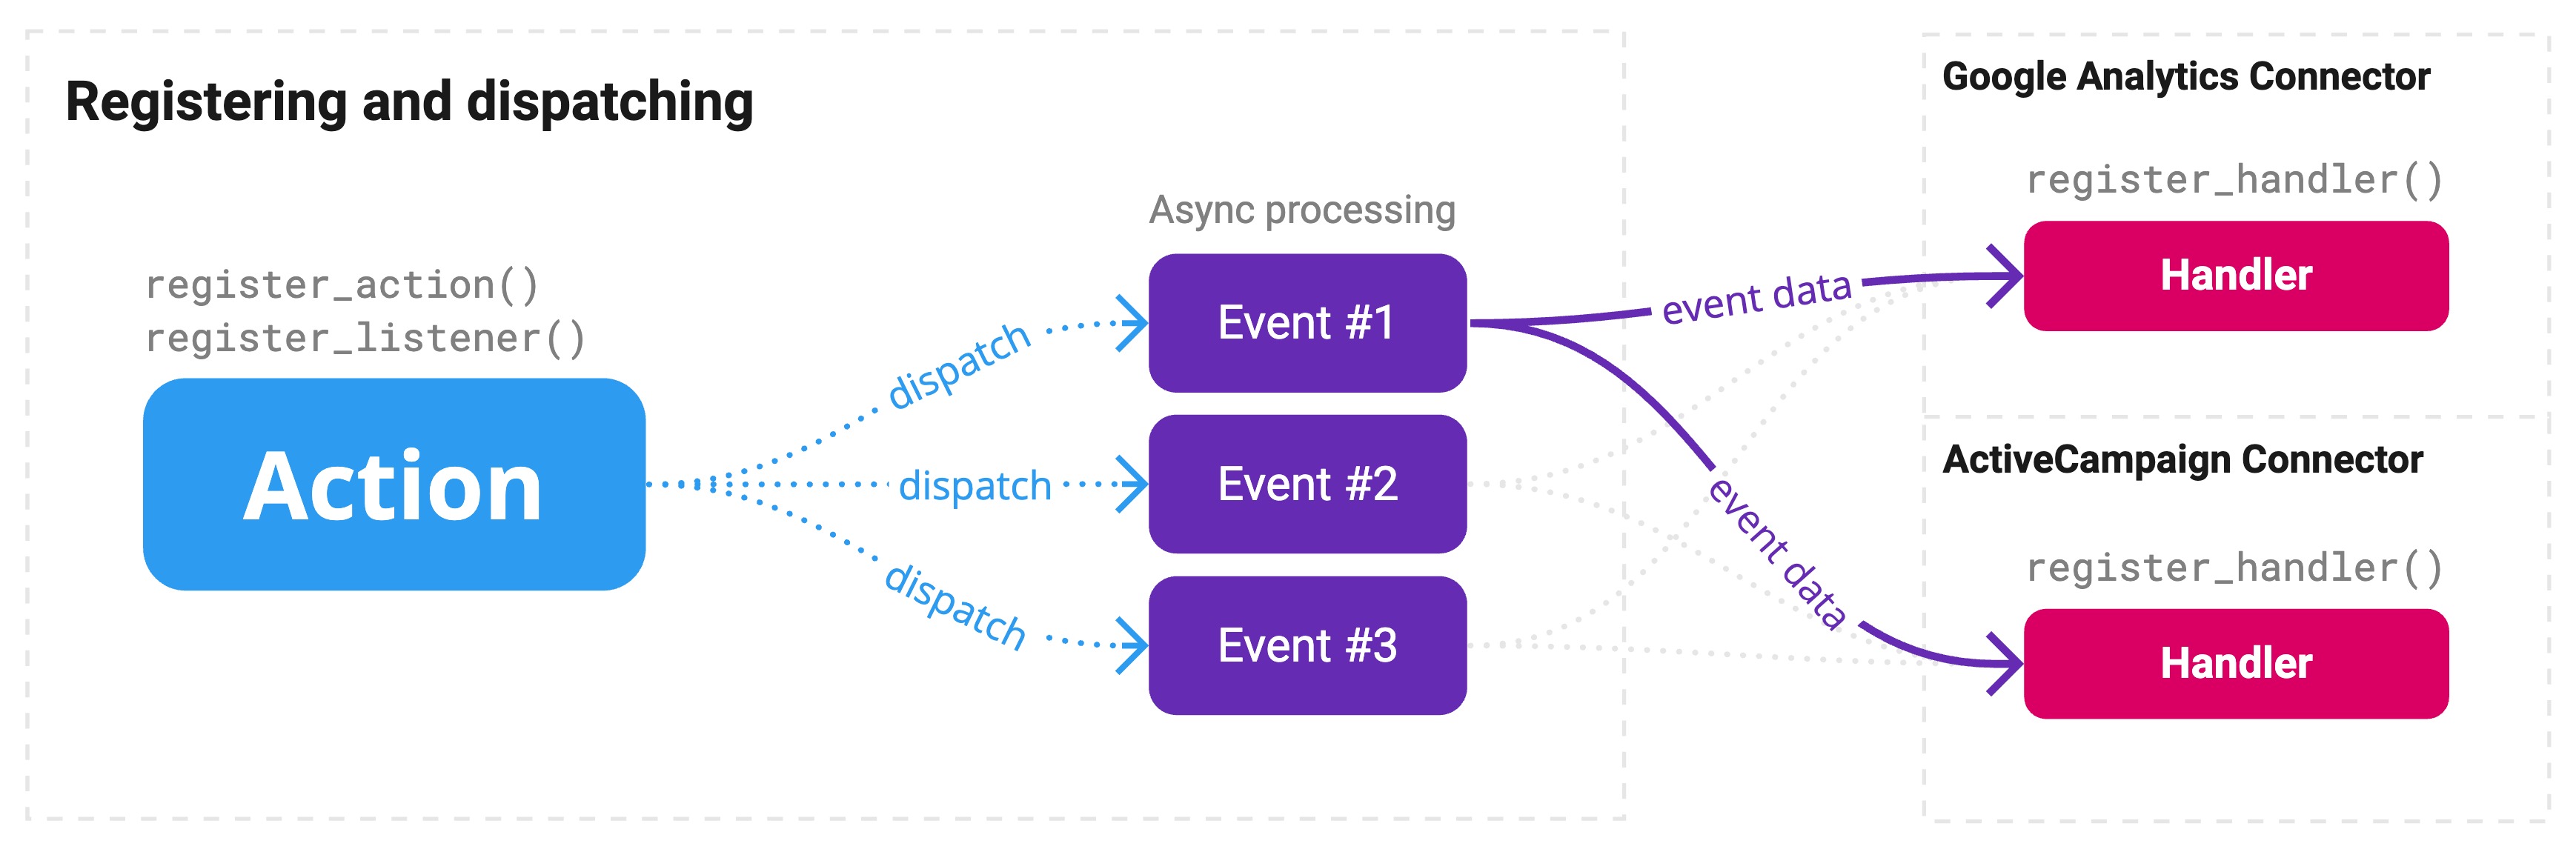 Registering and dispatching
register_action()
register_listener()
Action
dispatch
dispatch
dispatch
Async processing
Event #1
Event #2
Event #3
event data
event data
Google Analytics Connector
register_handler()
Handler
ActiveCampaign Connector
register_handler()
Handler